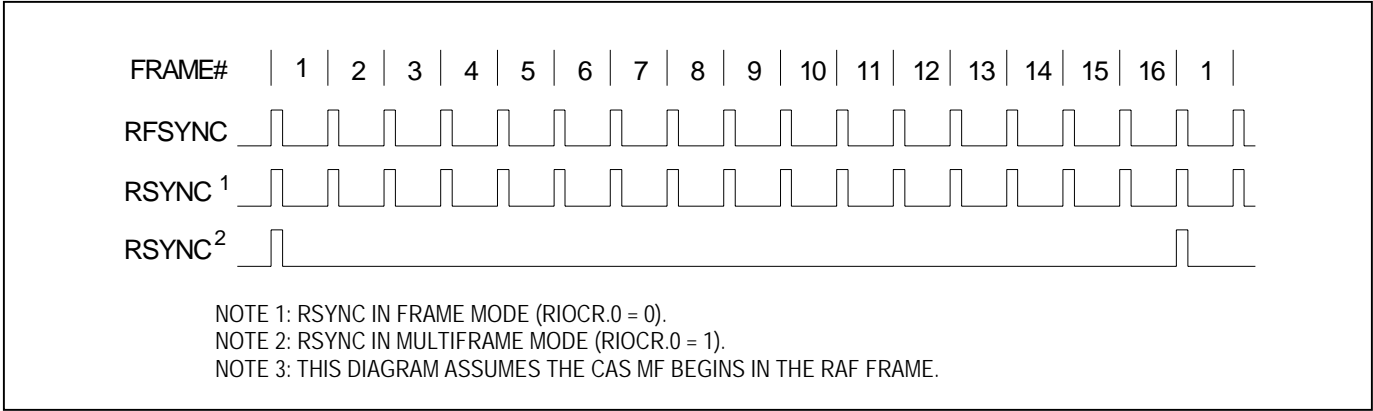 FRAME# 1 2 3 4 5 6 7 8 9 10 11 12 13 14 15 16 1
RFSYNC
RSYNC 1
RSYNC 2
NOTE 1: RSYNC IN FRAME MODE (RIOCR.0 = 0).
NOTE 2: RSYNC IN MULTIFRAME MODE (RIOCR.0 = 1).
NOTE 3: THIS DIAGRAM ASSUMES THE CAS MF BEGINS IN THE RAF FRAME.